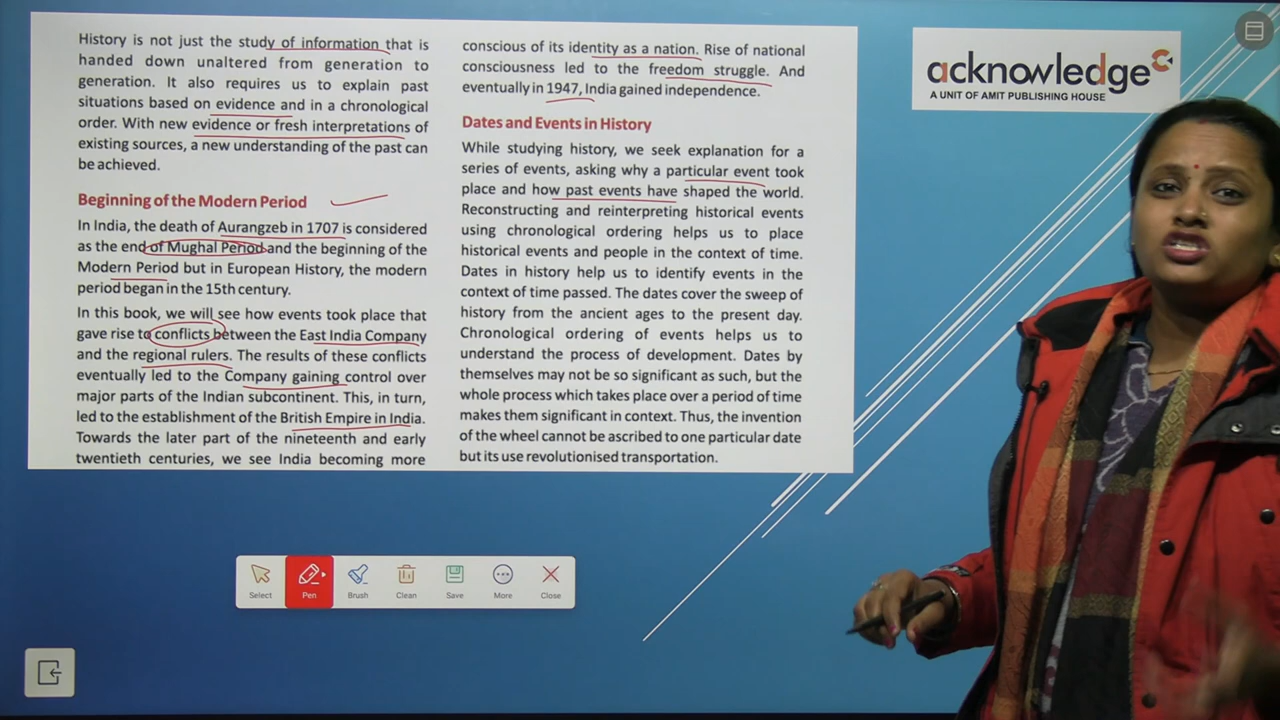 History is not just the study of information that is
handed down unaltered from generation to
generation. It also requires us to explain past
situations based on evidence and in a chronological
order. With new evidence or fresh interpretations of
existing sources, a new understanding of the past can
be achieved.
Beginning of the Modern Period
In India, the death of Aurangzeb in 1707 is considered
as the end of Mughal Period and the beginning of the
Modern Period but in European History, the modern
period began in the 15th century.
In this book, we will see how events took place that
gave rise to conflicts between the East India Company
and the regional rulers. The results of these conflicts
eventually led to the Company gaining control over
major parts of the Indian subcontinent. This, in turn,
led to the establishment of the British Empire in India.
Towards the later part of the nineteenth and early
twentieth centuries, we see India becoming more
conscious of its identity as a nation. Rise of national
consciousness led to the freedom struggle. And
eventually in 1947, India gained independence.
Dates and Events in History
While studying history, we seek explanation for a
series of events, asking why a particular event took
place and how past events have shaped the world.
Reconstructing and reinterpreting historical events
using chronological ordering helps us to place
historical events and people in the context of time.
Dates in history help us to identify events in the
context of time passed. The dates cover the sweep of
history from the ancient ages to the present day.
Chronological ordering of events helps us to
understand the process of development. Dates by
themselves may not be so significant as such, but the
whole process which takes place over a period of time
makes them significant in context. Thus, the invention
of the wheel cannot be ascribed to one particular date
but its use revolutionised transportation.
acknowledge
A UNIT OF AMIT PUBLISHING HOUSE
Select
Pen
Brush
Clean
Save
More
Close